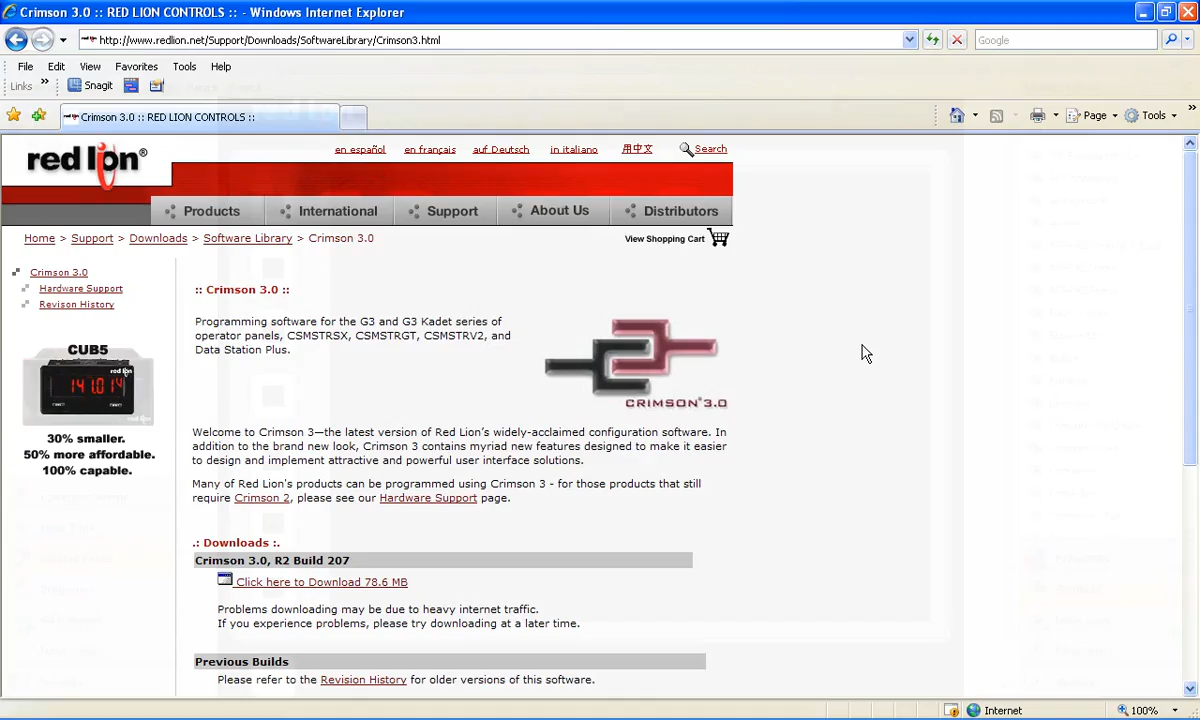 Crimson 3.0 :: RED LION CONTROLS :: - Windows Internet Explorer
http://www.redlion.net/Support/Downloads/SoftwareLibrary/Crimson3.html
Google
File Edit View Favorites Tools Help
Links » Snagit
Crimson 3.0 :: RED LION CONTROLS ::
Page Tools »
red lion®
en español en français auf Deutsch in italiano 用中文 Search
Products International Support About Us Distributors
Home > Support > Downloads > Software Library > Crimson 3.0
View Shopping Cart
Crimson 3.0
Hardware Support
Revison History
CUB5
red lion
141.014
30% smaller.
50% more affordable.
100% capable.
:: Crimson 3.0 ::
Programming software for the G3 and G3 Kadet series of
operator panels, CSMSTRSX, CSMSTRGT, CSMSTRV2, and
Data Station Plus.
CRIMSON® 3.0
Welcome to Crimson 3—the latest version of Red Lion's widely-acclaimed configuration software. In
addition to the brand new look, Crimson 3 contains myriad new features designed to make it easier
to design and implement attractive and powerful user interface solutions.
Many of Red Lion's products can be programmed using Crimson 3 - for those products that still
require Crimson 2, please see our Hardware Support page.
.: Downloads :.
Crimson 3.0, R2 Build 207
Click here to Download 78.6 MB
Problems downloading may be due to heavy internet traffic.
If you experience problems, please try downloading at a later time.
Previous Builds
Please refer to the Revision History for older versions of this software.
Internet
100%